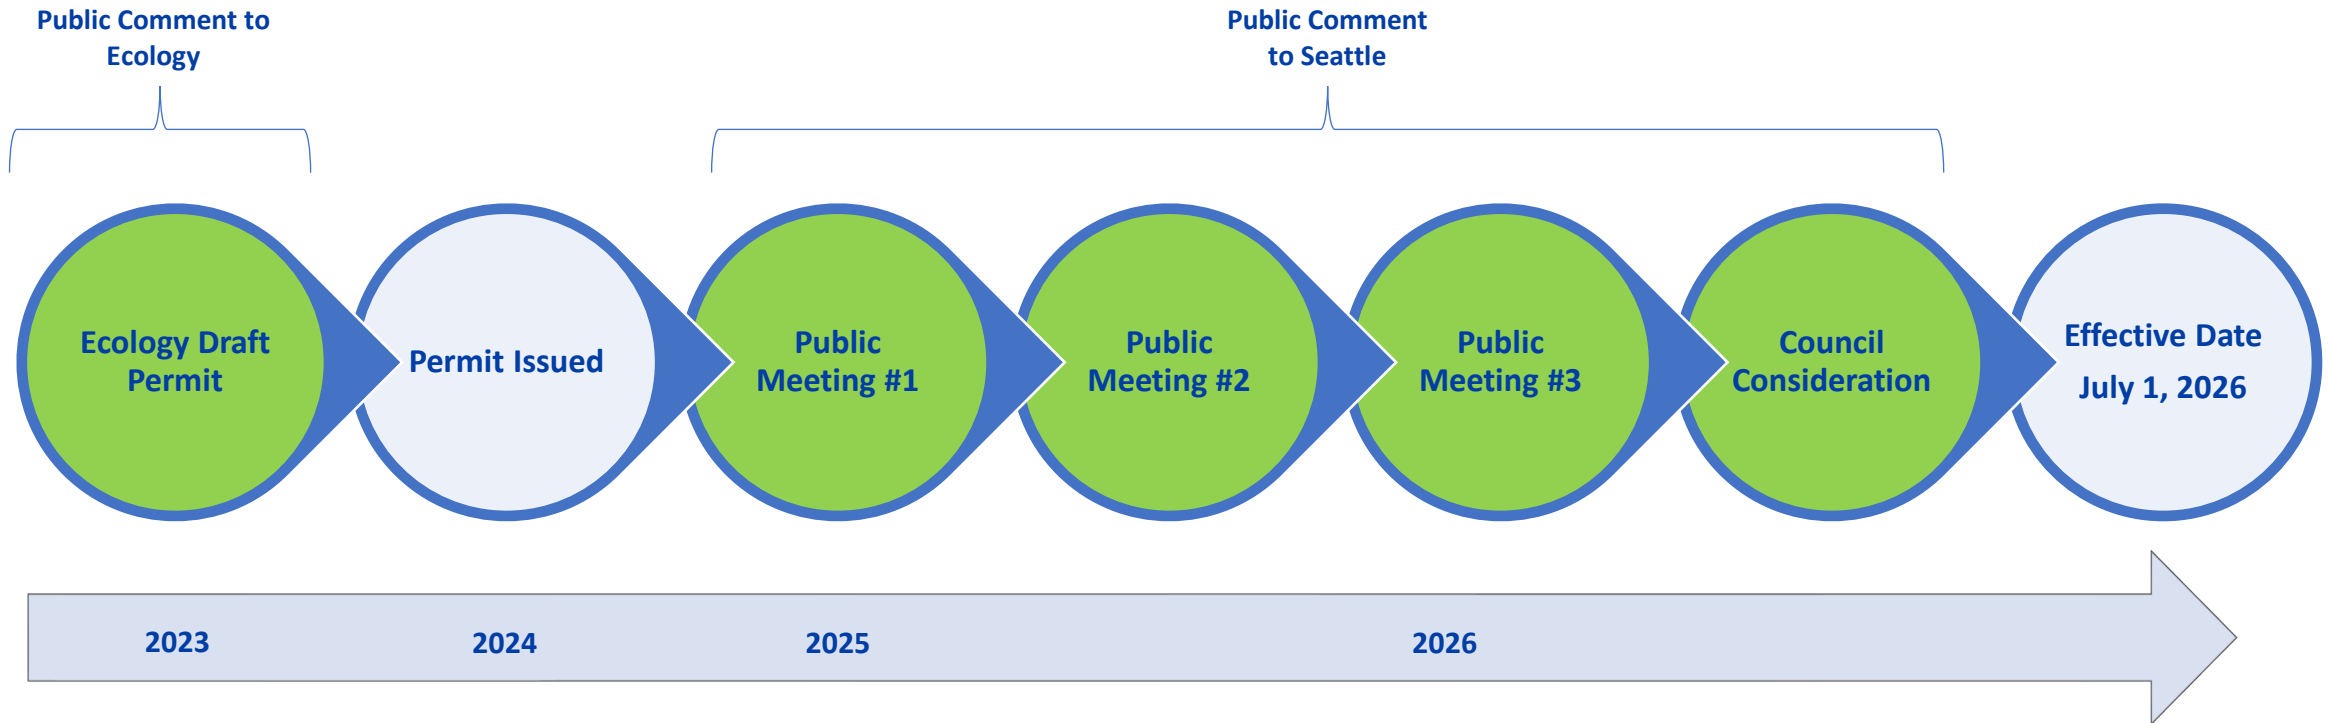 Public Comment to
Ecology
Public Comment
to Seattle
Ecology Draft
Permit
Permit Issued
Public
Meeting #1
Public
Meeting #2
Public
Meeting #3
Council
Consideration
Effective Date
July 1, 2026
2023
2024
2025
2026